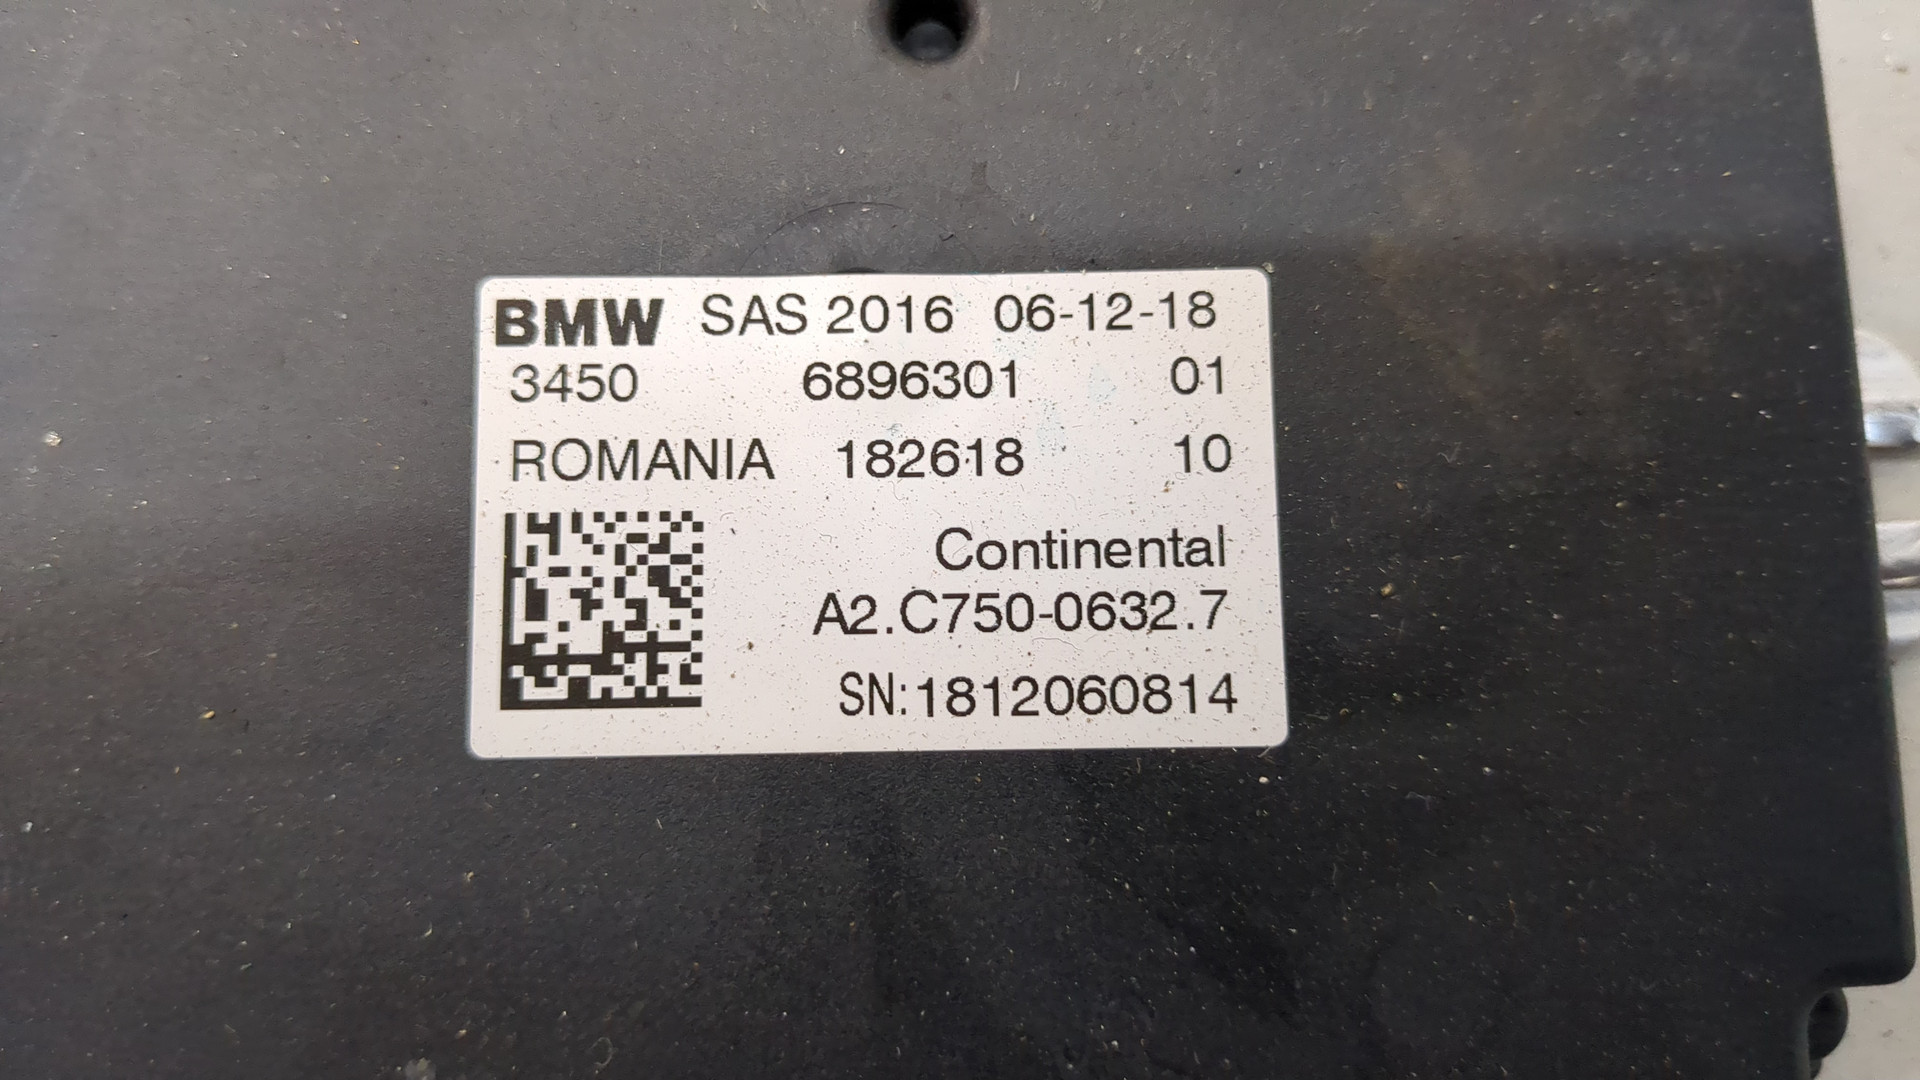 BMW SAS 2016 06-12-18
3450 6896301 01
ROMANIA 182618 10
Continental
A2.C750-0632.7
SN:1812060814